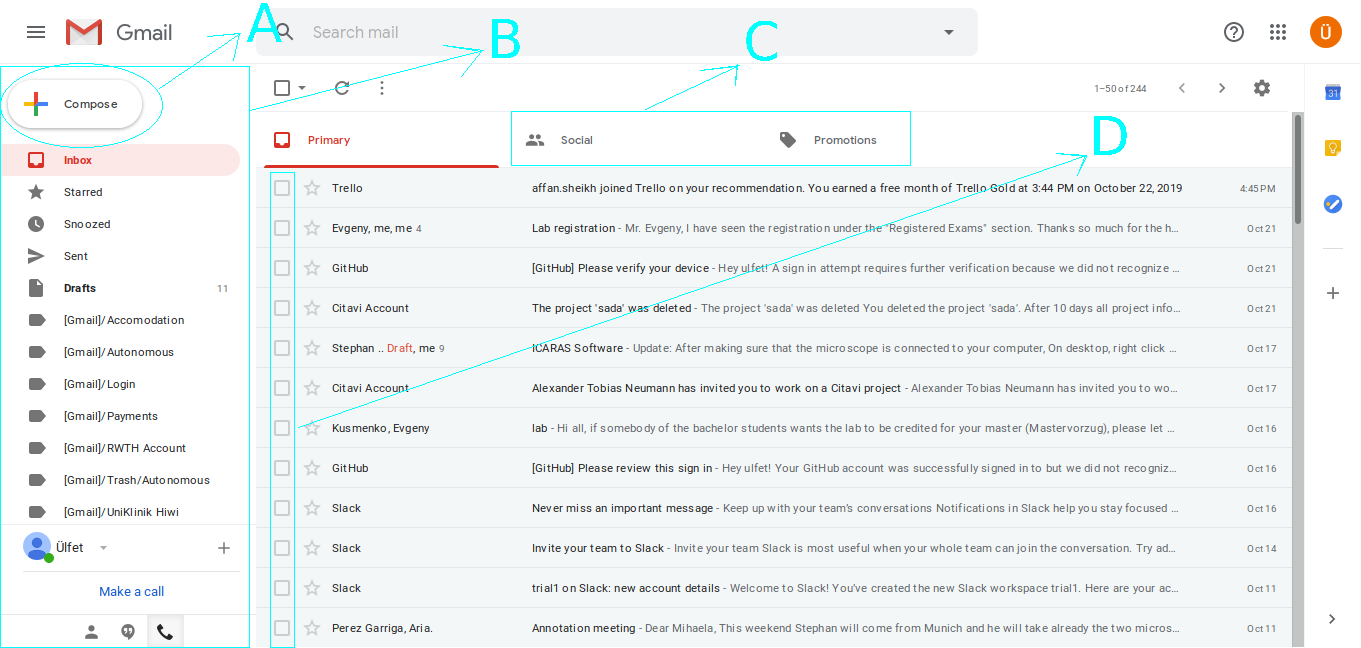 Gmail
A
Search mail
B
C
Ü
Compose
1–50 of 244
31
Primary
Social
Promotions
D
Inbox
Starred
Snoozed
Sent
Drafts 11
[Gmail]/Accomodation
[Gmail]/Autonomous
[Gmail]/Login
[Gmail]/Payments
[Gmail]/RWTH Account
[Gmail]/Trash/Autonomous
[Gmail]/UniKlinik Hiwi
Ülfet
Make a call
Trello affan.sheikh joined Trello on your recommendation. You earned a free month of Trello Gold at 3:44 PM on October 22, 2019 4:45 PM
Evgeny, me, me 4 Lab registration - Mr. Evgeny, I have seen the registration under the "Registered Exams" section. Thanks so much for the h… Oct 21
GitHub [GitHub] Please verify your device - Hey ulfet! A sign in attempt requires further verification because we did not recognize … Oct 21
Citavi Account The project 'sada' was deleted - The project 'sada' was deleted You deleted the project 'sada'. After 10 days all project info… Oct 21
Stephan .. Draft, me 9 ICARAS Software - Update: After making sure that the microscope is connected to your computer, On desktop, right click … Oct 17
Citavi Account Alexander Tobias Neumann has invited you to work on a Citavi project - Alexander Tobias Neumann has invited you to wo… Oct 17
Kusmenko, Evgeny lab - Hi all, if somebody of the bachelor students wants the lab to be credited for your master (Mastervorzug), please let … Oct 16
GitHub [GitHub] Please review this sign in - Hey ulfet! Your GitHub account was successfully signed in to but we did not recogniz… Oct 16
Slack Never miss an important message - Keep up with your team's conversations Notifications in Slack help you stay focused … Oct 16
Slack Invite your team to Slack - Invite your team Slack is most useful when your whole team can join the conversation. Try ad… Oct 14
Slack trial1 on Slack: new account details - Welcome to Slack! You've created the new Slack workspace trial1. Here are your ac… Oct 11
Perez Garriga, Aria. Annotation meeting - Dear Mihaela, This weekend Stephan will come from Munich and he will take already the two micros… Oct 11